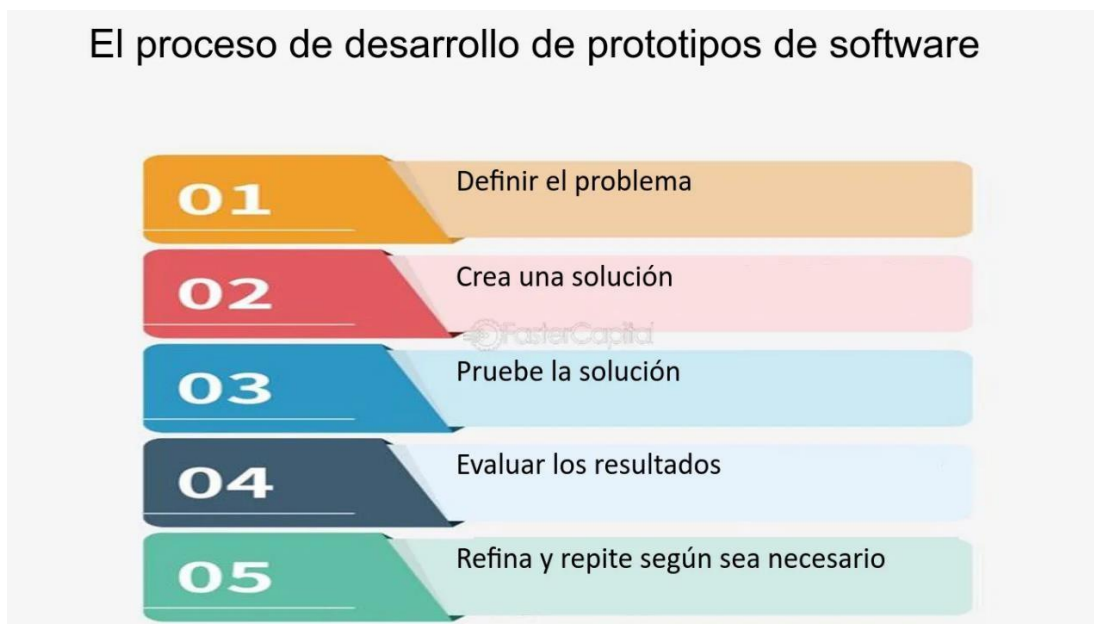 El proceso de desarrollo de prototipos de software
01
Definir el problema
02
Crea una solución
FasterCapital
03
Pruebe la solución
04
Evaluar los resultados
05
Refina y repite según sea necesario